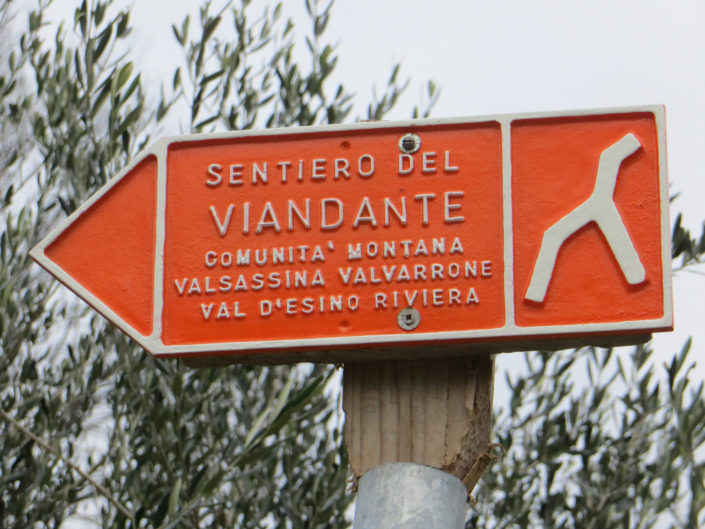 SENTIERO DEL
VIANDANTE
COMUNITA' MONTANA
VALSASSINA VALVARRONE
VAL D'ESINO RIVIERA